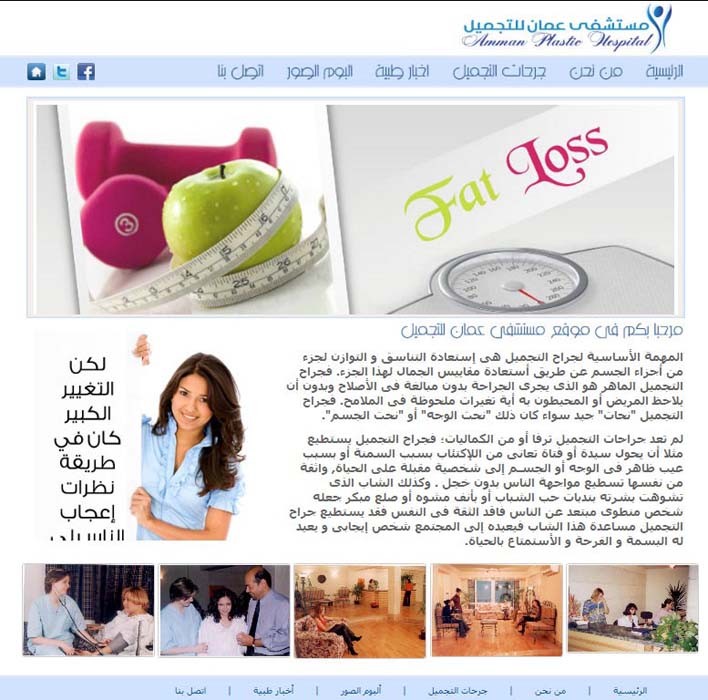 مستشفى عمان للتجميل
Amman Plastic Hospital
الرئيسية من نحن جرحات التجميل اخبار طبية البوم الصور اتصل بنا
Fat Loss
مرحبا بكم فى موقع مستشفى عمان للتجميل
المهمة الأساسية لجراح التجميل هى إستعادة التناسق و التوازن لجزء
من أجزاء الجسم عن طريق أستعادة مقاييس الجمال لهذا الجزء. فجراح
التجميل الماهر هو الذى يجرى الجراحة بدون مبالغة فى الأصلاح وبدون أن
يلاحظ المريض أو المحيطون به أية تغيرات ملحوظة فى الملامح. فجراح
التجميل "نحات" جيد سواء كان ذلك "نحت الوجه" أو "نحت الجسم".
لم تعد جراحات التجميل ترفا أو من الكماليات؛ فجراح التجميل يستطيع
مثلا أن يحول سيدة أو فتاة تعانى من اللإكتئاب بسبب السمنة أو بسبب
عيب ظاهر فى الوجه أو الجسم إلى شخصية مقبلة على الحياة، واثقة
من نفسها تسطيع مواجهة الناس بدون خجل . وكذلك الشاب الذى
تشوهت بشرته بندبات حب الشباب أو بأنف مشوه أو صلع مبكر جعله
شخص منطوى مبتعد عن الناس فاقد الثقة فى النفس فقد يستطيع جراح
التجميل مساعدة هذا الشاب فيعيده إلى المجتمع شخص إيجابى و يعيد
له البسمة و الفرحة و الأستمتاع بالحياة.
لكن
التغيير
الكبير
كان في
طريقة
نظرات
إعجاب
الناس لي
الرئيسية | من نحن | جرحات التجميل | أخبار طبية | ألبوم الصور | اتصل بنا